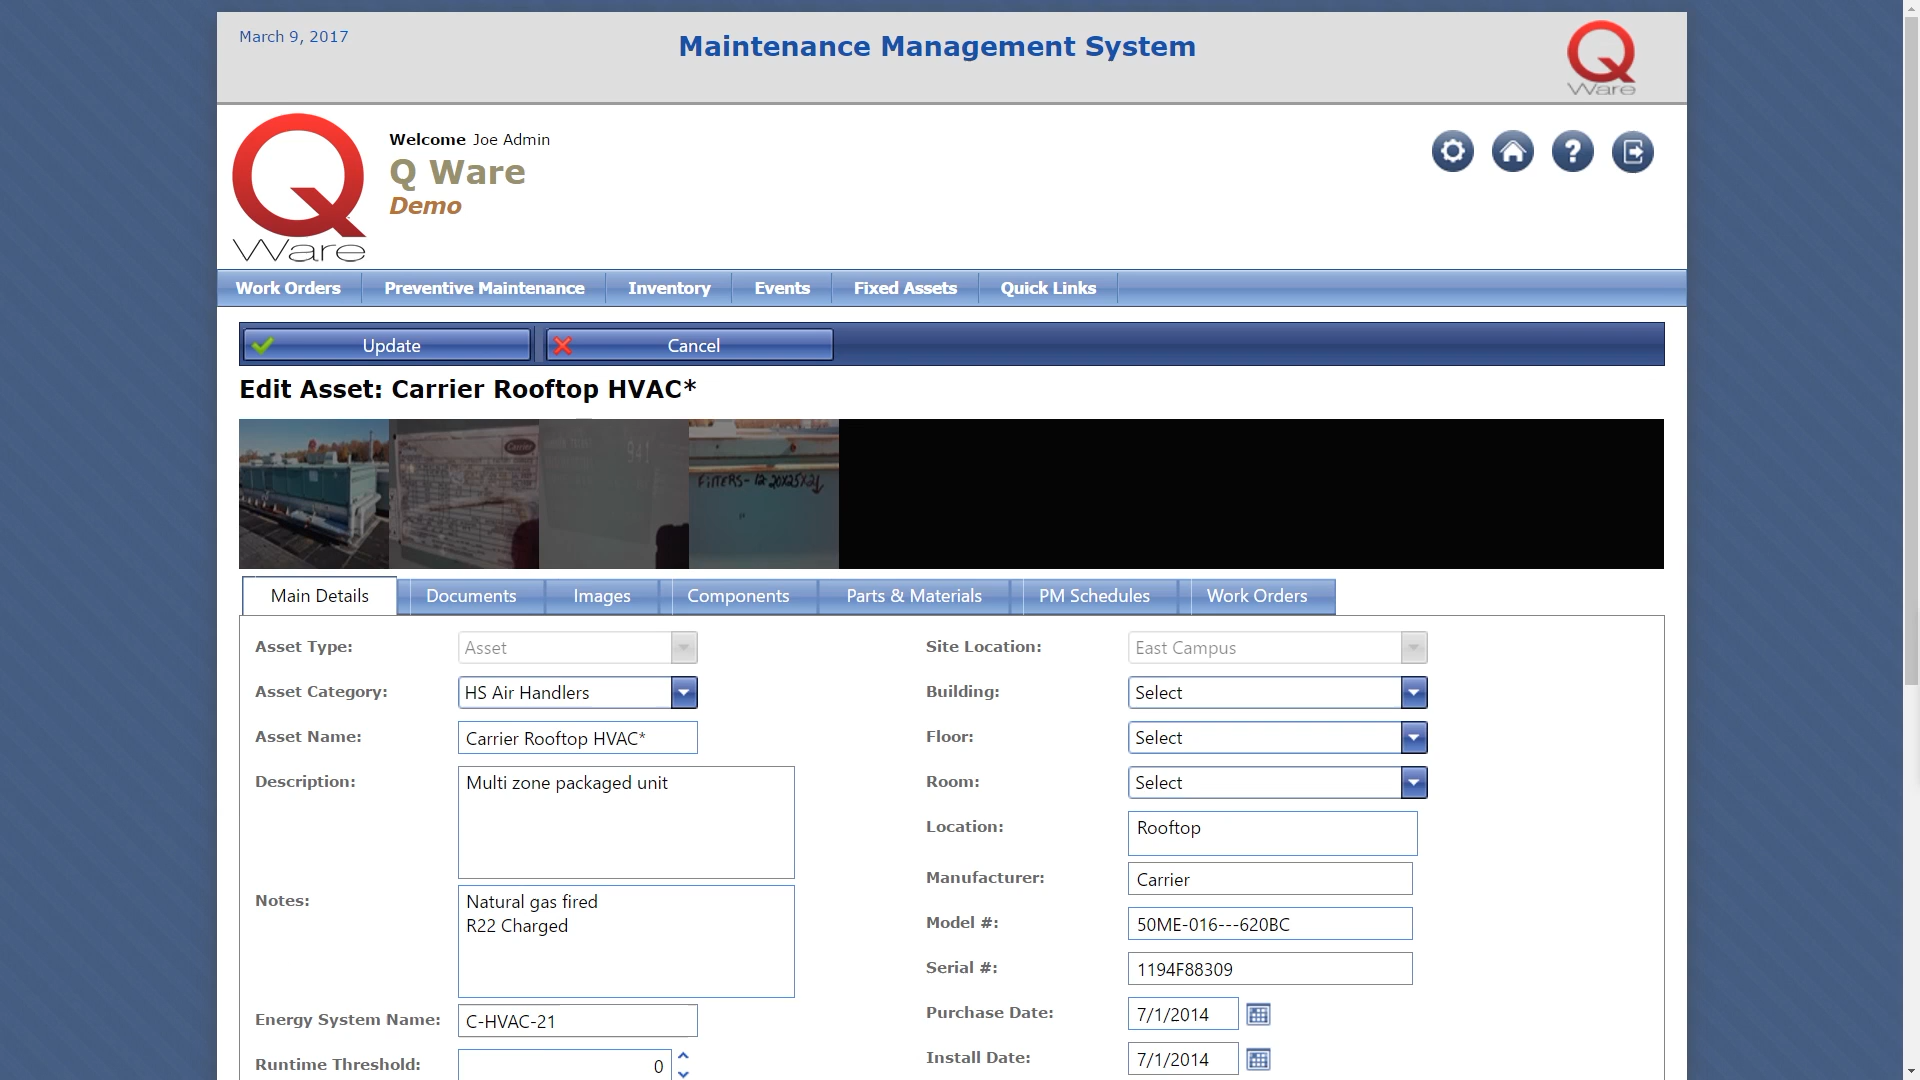 March 9, 2017
Maintenance Management System
Q
Ware
Q
Ware
Welcome Joe Admin
Q Ware
Demo
Work Orders Preventive Maintenance Inventory Events Fixed Assets Quick Links
Update Cancel
Edit Asset: Carrier Rooftop HVAC*
Carrier
941
FilTERS- 12-20X25X2
Main Details Documents Images Components Parts & Materials PM Schedules Work Orders
Asset Type: Asset
Asset Category: HS Air Handlers
Asset Name: Carrier Rooftop HVAC*
Description: Multi zone packaged unit
Notes: Natural gas fired
R22 Charged
Energy System Name: C-HVAC-21
Runtime Threshold: 0
Site Location: East Campus
Building: Select
Floor: Select
Room: Select
Location: Rooftop
Manufacturer: Carrier
Model #: 50ME-016---620BC
Serial #: 1194F88309
Purchase Date: 7/1/2014
Install Date: 7/1/2014